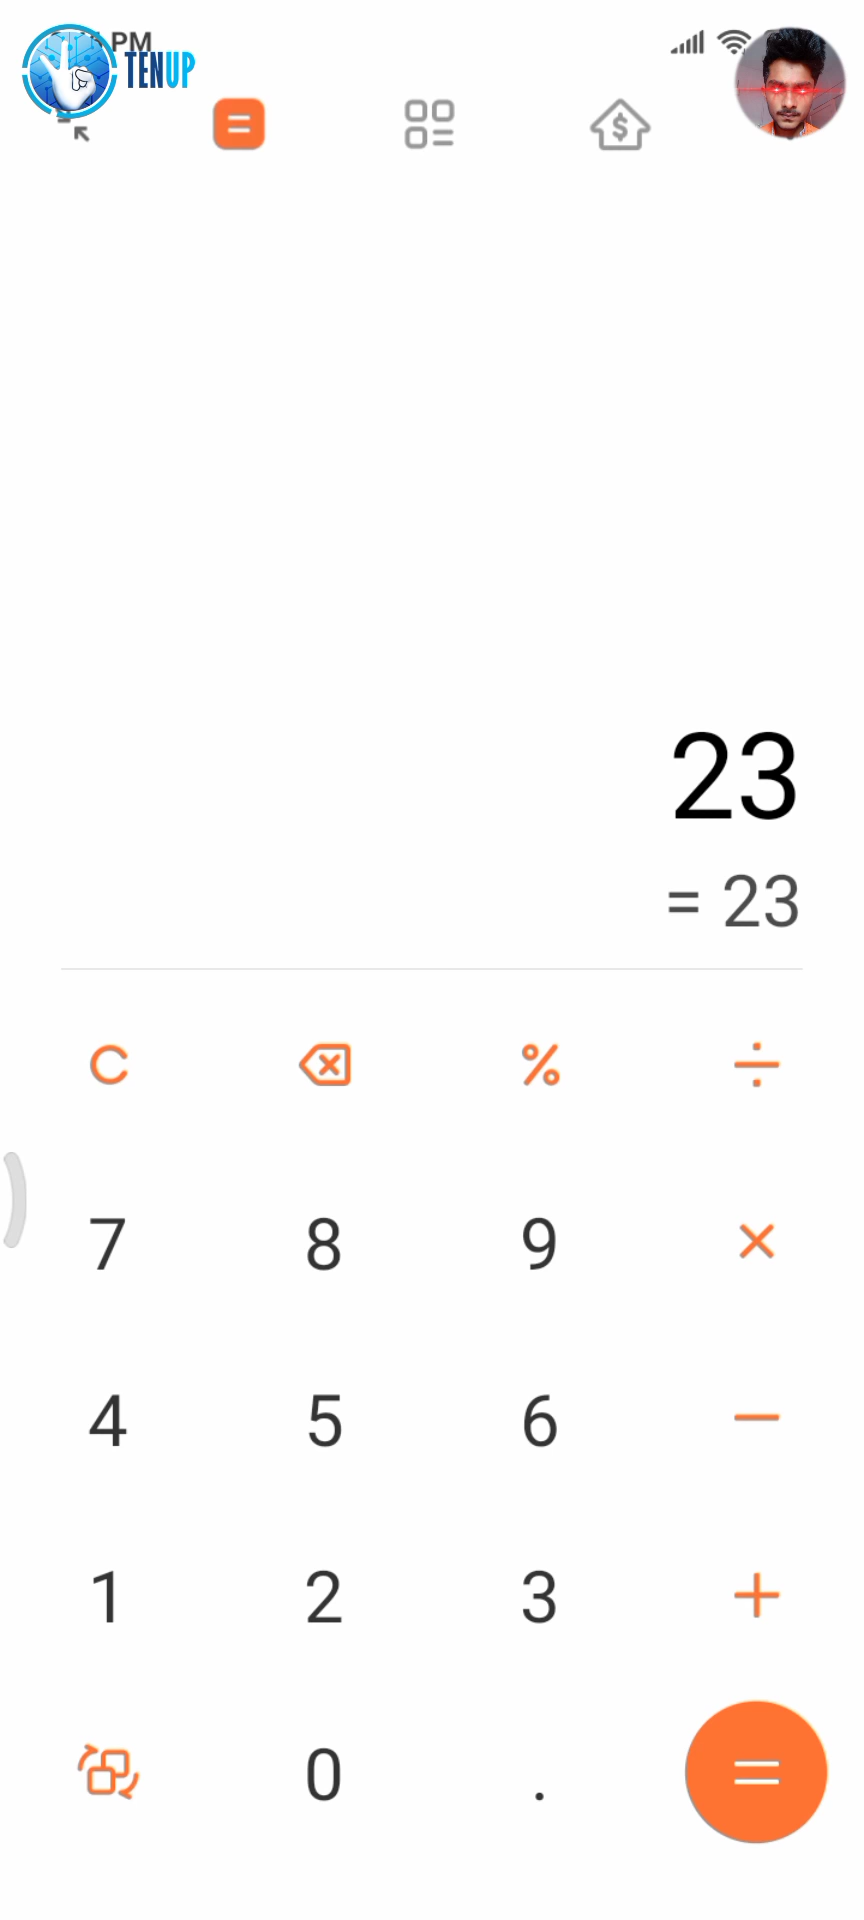 PM
TENUP
23
= 23
C % ÷
7 8 9 ×
4 5 6 −
1 2 3 +
0 . =